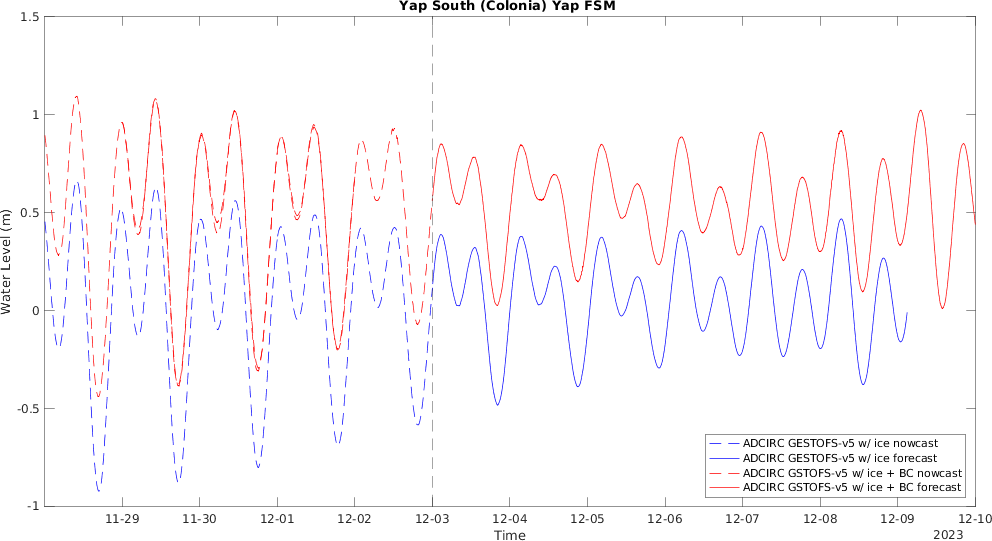 Yap South (Colonia) Yap FSM
1.5
1
0.5
0
-0.5
-1
Water Level (m)
11-29 11-30 12-01 12-02 12-03 12-04 12-05 12-06 12-07 12-08 12-09 12-10
Time
2023
ADCIRC GESTOFS-v5 w/ ice nowcast
ADCIRC GESTOFS-v5 w/ ice forecast
ADCIRC GSTOFS-v5 w/ ice + BC nowcast
ADCIRC GSTOFS-v5 w/ ice + BC forecast